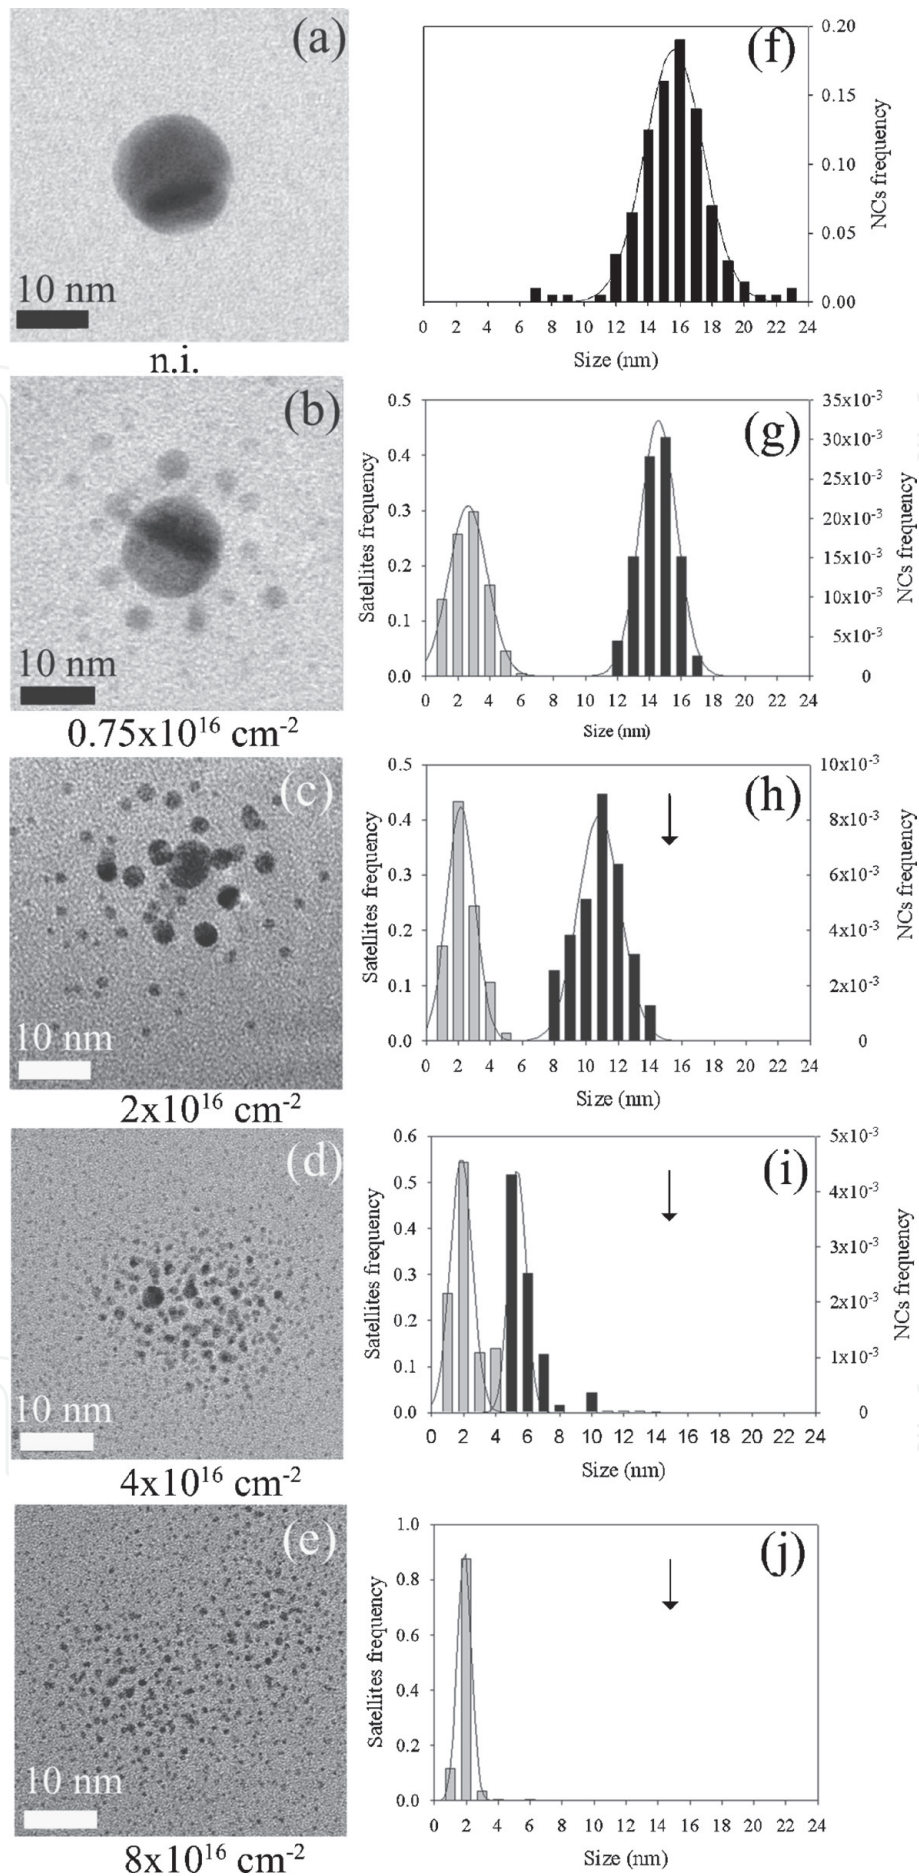 (a)
10 nm
n.i.
(f)
0.20
0.15
0.10
0.05
0.00
NCs frequency
0 2 4 6 8 10 12 14 16 18 20 22 24
Size (nm)
(b)
10 nm
0.75x10¹⁶ cm⁻²
(g)
0.5
0.4
0.3
0.2
0.1
0.0
Satellites frequency
35x10⁻³
30x10⁻³
25x10⁻³
20x10⁻³
15x10⁻³
10x10⁻³
5x10⁻³
0
NCs frequency
0 2 4 6 8 10 12 14 16 18 20 22 24
Size (nm)
(c)
10 nm
2x10¹⁶ cm⁻²
(h)
0.5
0.4
0.3
0.2
0.1
0.0
Satellites frequency
10x10⁻³
8x10⁻³
6x10⁻³
4x10⁻³
2x10⁻³
0
NCs frequency
0 2 4 6 8 10 12 14 16 18 20 22 24
Size (nm)
(d)
10 nm
4x10¹⁶ cm⁻²
(i)
0.6
0.5
0.4
0.3
0.2
0.1
0.0
Satellites frequency
5x10⁻³
4x10⁻³
3x10⁻³
2x10⁻³
1x10⁻³
0
NCs frequency
0 2 4 6 8 10 12 14 16 18 20 22 24
Size (nm)
(e)
10 nm
8x10¹⁶ cm⁻²
(j)
1.0
0.8
0.6
0.4
0.2
0.0
Satellites frequency
0 2 4 6 8 10 12 14 16 18 20 22 24
Size (nm)